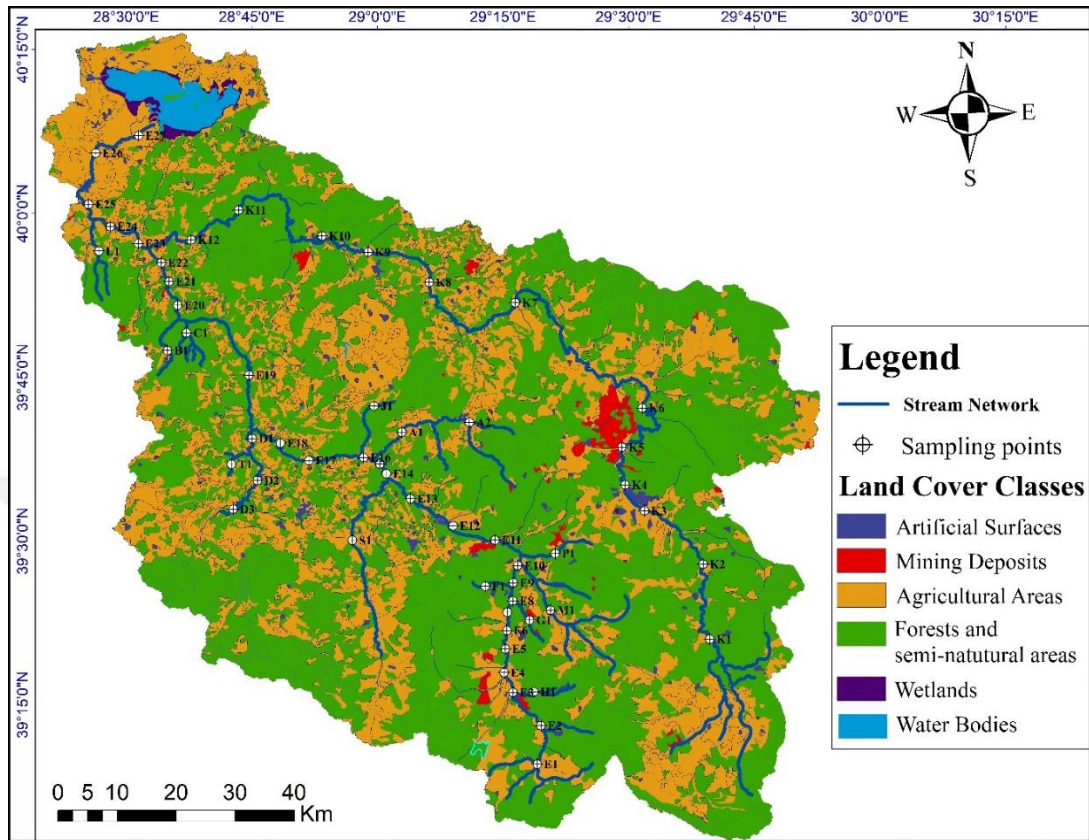 28°30'0"E 28°45'0"E 29°0'0"E 29°15'0"E 29°30'0"E 29°45'0"E 30°0'0"E 30°15'0"E
40°15'0"N
40°0'0"N
39°45'0"N
39°30'0"N
39°15'0"N
N
W E
S
E27
E26
E25
K11
E24
K12
K10
E23
L1
K9
E22
E21
K8
E20
K7
C1
B1
E19
J1
K6
A2
A1
D1
E18
K5
E17
E16
T1
E14
D2
K4
E13
D3
K3
E12
S1
E11
P1
E10
K2
E9
F1
E8
M1
G1
E6
K1
E5
E4
E3
H1
E2
E1
0 5 10 20 30 40
Km
Legend
Stream Network
Sampling points
Land Cover Classes
Artificial Surfaces
Mining Deposits
Agricultural Areas
Forests and
semi-natutural areas
Wetlands
Water Bodies